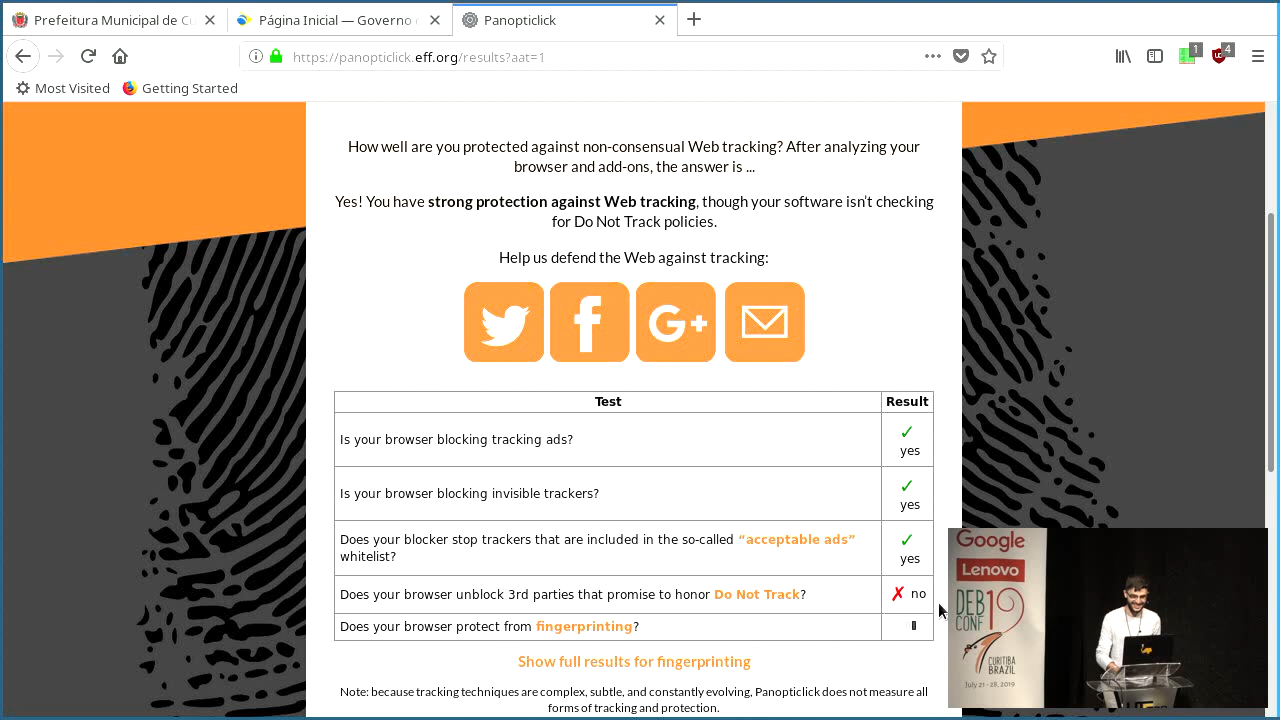 Prefeitura Municipal de C
Página Inicial — Governo
Panopticlick
https://panopticlick.eff.org/results?aat=1
1
4
Most Visited
Getting Started
How well are you protected against non-consensual Web tracking? After analyzing your
browser and add-ons, the answer is ...
Yes! You have strong protection against Web tracking, though your software isn’t checking
for Do Not Track policies.
Help us defend the Web against tracking:
Test
Result
Is your browser blocking tracking ads?
✓
yes
Is your browser blocking invisible trackers?
✓
yes
Does your blocker stop trackers that are included in the so-called “acceptable ads”
whitelist?
✓
yes
Does your browser unblock 3rd parties that promise to honor Do Not Track?
✗ no
Does your browser protect from fingerprinting?
Show full results for fingerprinting
Note: because tracking techniques are complex, subtle, and constantly evolving, Panopticlick does not measure all
forms of tracking and protection.
Google
Lenovo
DEB
CONF
19
CURITIBA
BRAZIL
July 21 - 28, 2019